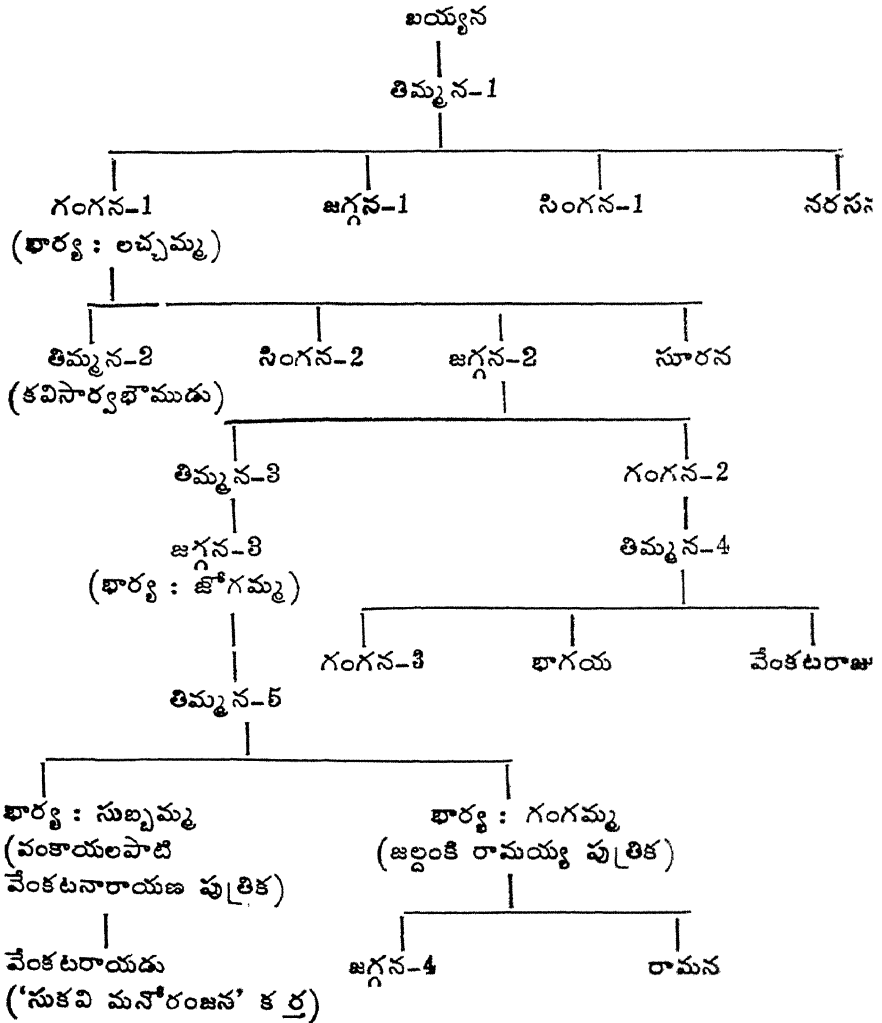 బయ్యన
తిమ్మన-1
గంగన-1 జగ్గన-1 సింగన-1
(భార్య : లచ్చమ్మ)
తిమ్మన-2 సింగన-2 జగ్గన-2 సూరన
(కవిసార్వభౌముడు)
తిమ్మన-3 గంగన-2
జగ్గన-3 తిమ్మన-4
(భార్య : జోగమ్మ)
గంగన-3 భాగయ వేంకటరాజు
తిమ్మన-5
భార్య : సుబ్బమ్మ భార్య : గంగమ్మ
(వంకాయలపాటి (జల్దంకి రామయ్య పుత్రిక)
వేంకటనారాయణ పుత్రిక)
వేంకటరాయడు జగ్గన-4 రామన
('సుకవి మనోరంజన' కర్త)